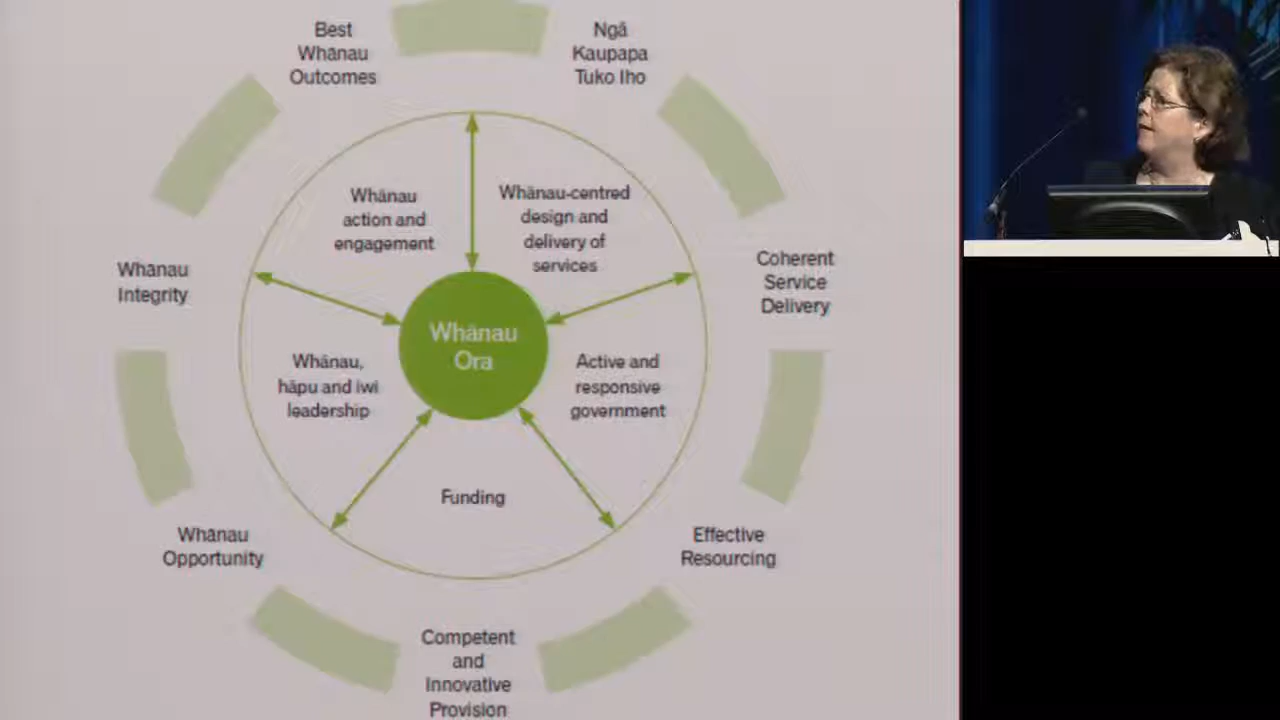 Best
Whānau
Outcomes
Ngā
Kaupapa
Tuko Iho
Whānau
action and
engagement
Whānau-centred
design and
delivery of
services
Whānau
Integrity
Coherent
Service
Delivery
Whānau
Ora
Whānau,
hāpu and iwi
leadership
Active and
responsive
government
Funding
Whānau
Opportunity
Effective
Resourcing
Competent
and
Innovative
Provision